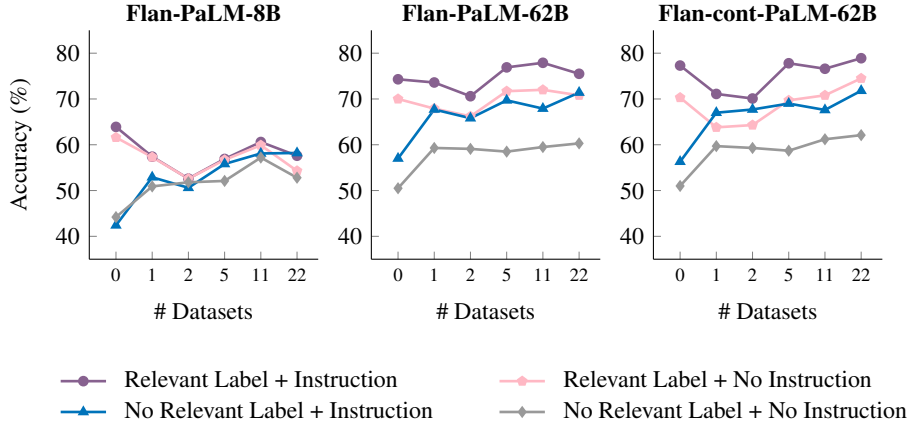 Flan-PaLM-8B Flan-PaLM-62B Flan-cont-PaLM-62B
Accuracy (%)
80 80 80
70 70 70
60 60 60
50 50 50
40 40 40
0 1 2 5 11 22 0 1 2 5 11 22 0 1 2 5 11 22
# Datasets # Datasets # Datasets
Relevant Label + Instruction Relevant Label + No Instruction
No Relevant Label + Instruction No Relevant Label + No Instruction